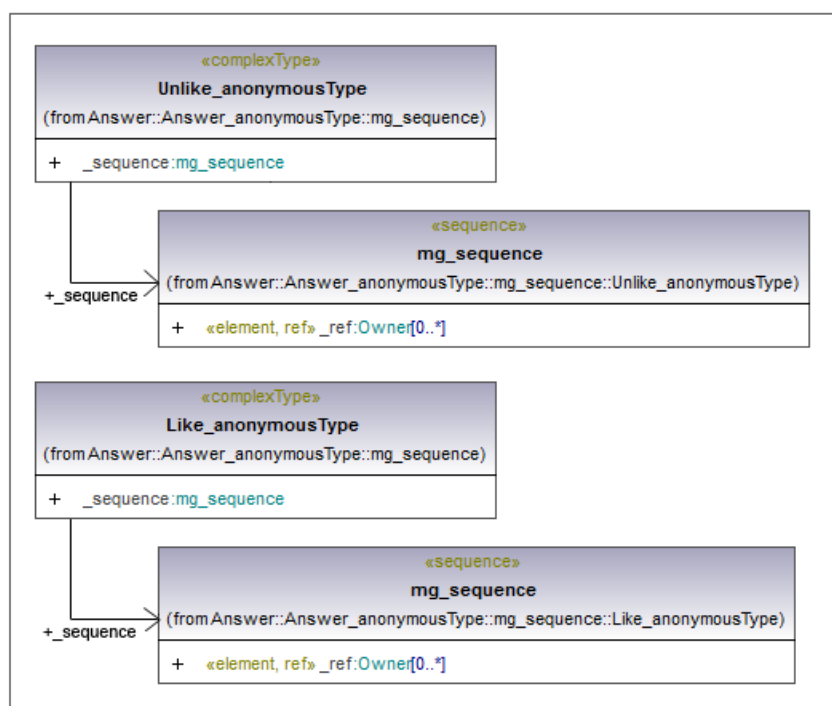 «complexType»
Unlike_anonymousType
(from Answer::Answer_anonymousType::mg_sequence)
+ _sequence:mg_sequence
«sequence»
mg_sequence
(from Answer::Answer_anonymousType::mg_sequence::Unlike_anonymousType)
+_sequence
+ «element, ref» _ref:Owner[0..*]
«complexType»
Like_anonymousType
(from Answer::Answer_anonymousType::mg_sequence)
+ _sequence:mg_sequence
«sequence»
mg_sequence
(from Answer::Answer_anonymousType::mg_sequence::Like_anonymousType)
+_sequence
+ «element, ref» _ref:Owner[0..*]